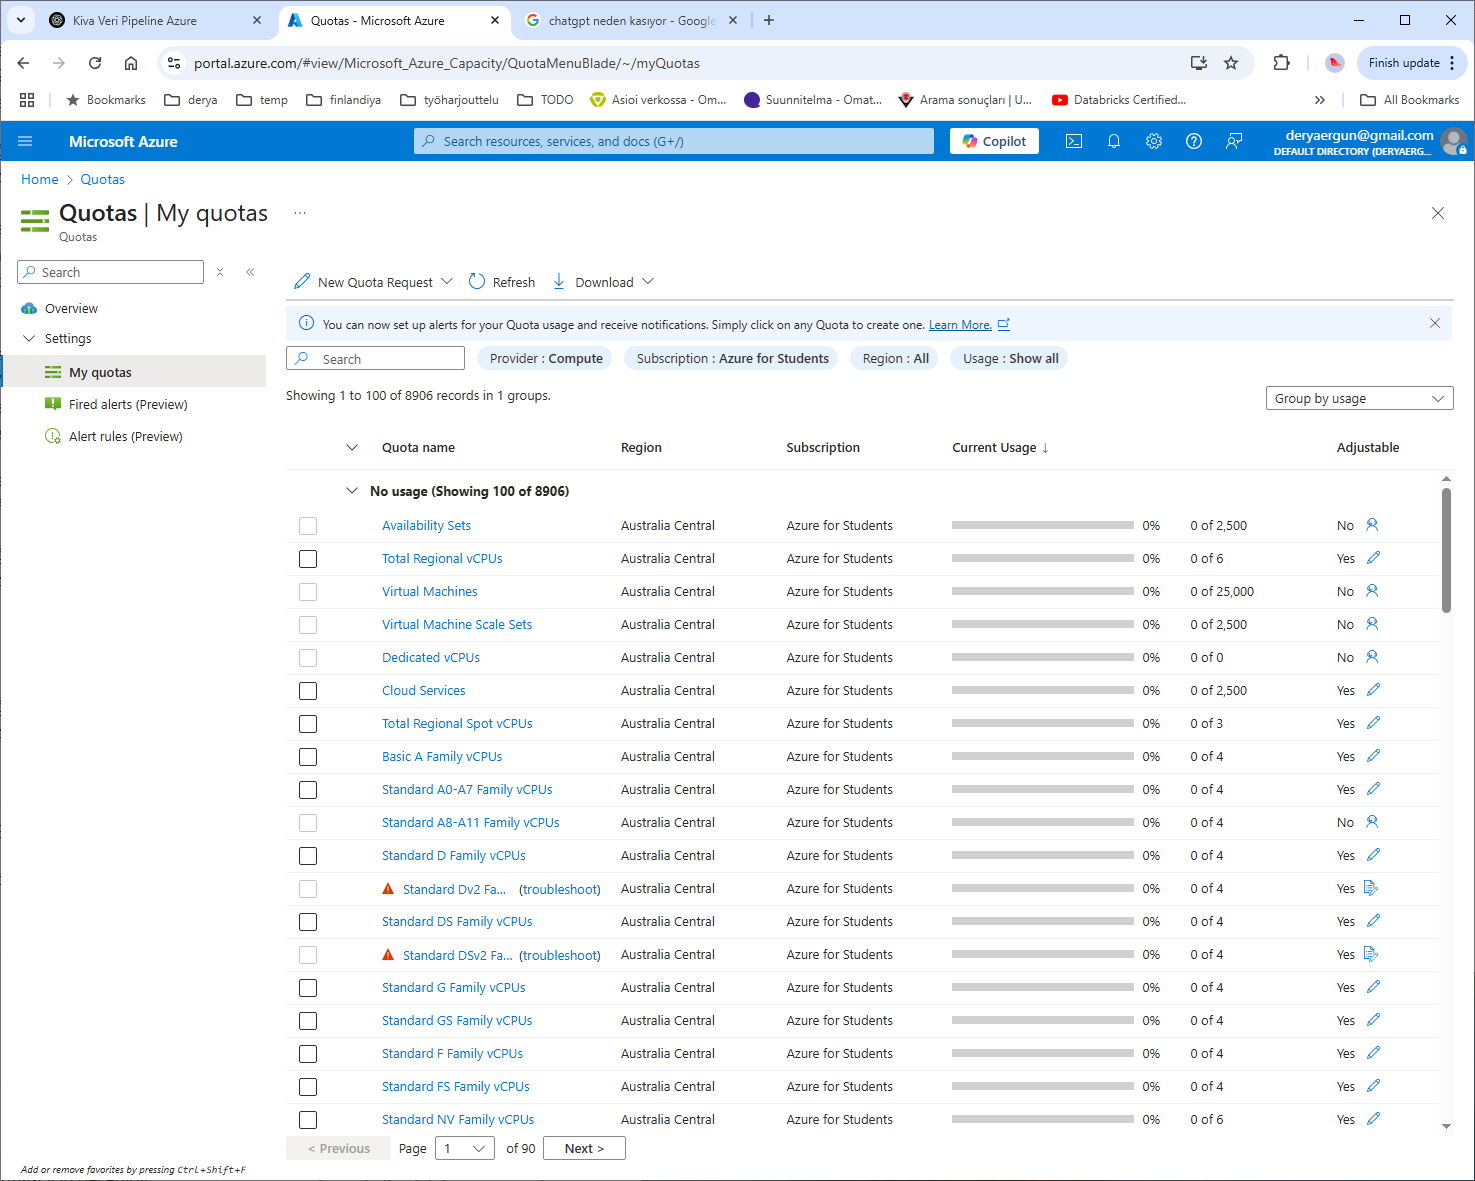 Kiva Veri Pipeline Azure
Quotas - Microsoft Azure
chatgpt neden kasıyor - Google
portal.azure.com/#view/Microsoft_Azure_Capacity/QuotaMenuBlade/~/myQuotas
Finish update
Bookmarks
derya
temp
finlandiya
työharjouttelu
TODO
Asioi verkossa - Om...
Suunnitelma - Omat...
Arama sonuçları | U...
Databricks Certified...
All Bookmarks
Microsoft Azure
Search resources, services, and docs (G+/)
Copilot
deryaergun@gmail.com
DEFAULT DIRECTORY (DERYAERG...
Home > Quotas
Quotas | My quotas
Quotas
Search
Overview
Settings
My quotas
Fired alerts (Preview)
Alert rules (Preview)
New Quota Request
Refresh
Download
You can now set up alerts for your Quota usage and receive notifications. Simply click on any Quota to create one. Learn More.
Search
Provider : Compute
Subscription : Azure for Students
Region : All
Usage : Show all
Showing 1 to 100 of 8906 records in 1 groups.
Group by usage
Quota name Region Subscription Current Usage ↓ Adjustable
No usage (Showing 100 of 8906)
Availability Sets Australia Central Azure for Students 0% 0 of 2,500 No
Total Regional vCPUs Australia Central Azure for Students 0% 0 of 6 Yes
Virtual Machines Australia Central Azure for Students 0% 0 of 25,000 No
Virtual Machine Scale Sets Australia Central Azure for Students 0% 0 of 2,500 No
Dedicated vCPUs Australia Central Azure for Students 0% 0 of 0 No
Cloud Services Australia Central Azure for Students 0% 0 of 2,500 Yes
Total Regional Spot vCPUs Australia Central Azure for Students 0% 0 of 3 Yes
Basic A Family vCPUs Australia Central Azure for Students 0% 0 of 4 Yes
Standard A0-A7 Family vCPUs Australia Central Azure for Students 0% 0 of 4 Yes
Standard A8-A11 Family vCPUs Australia Central Azure for Students 0% 0 of 4 No
Standard D Family vCPUs Australia Central Azure for Students 0% 0 of 4 Yes
Standard Dv2 Fa... (troubleshoot) Australia Central Azure for Students 0% 0 of 4 Yes
Standard DS Family vCPUs Australia Central Azure for Students 0% 0 of 4 Yes
Standard DSv2 Fa... (troubleshoot) Australia Central Azure for Students 0% 0 of 4 Yes
Standard G Family vCPUs Australia Central Azure for Students 0% 0 of 4 Yes
Standard GS Family vCPUs Australia Central Azure for Students 0% 0 of 4 Yes
Standard F Family vCPUs Australia Central Azure for Students 0% 0 of 4 Yes
Standard FS Family vCPUs Australia Central Azure for Students 0% 0 of 4 Yes
Standard NV Family vCPUs Australia Central Azure for Students 0% 0 of 6 Yes
< Previous Page 1 of 90 Next >
Add or remove favorites by pressing Ctrl+Shift+F